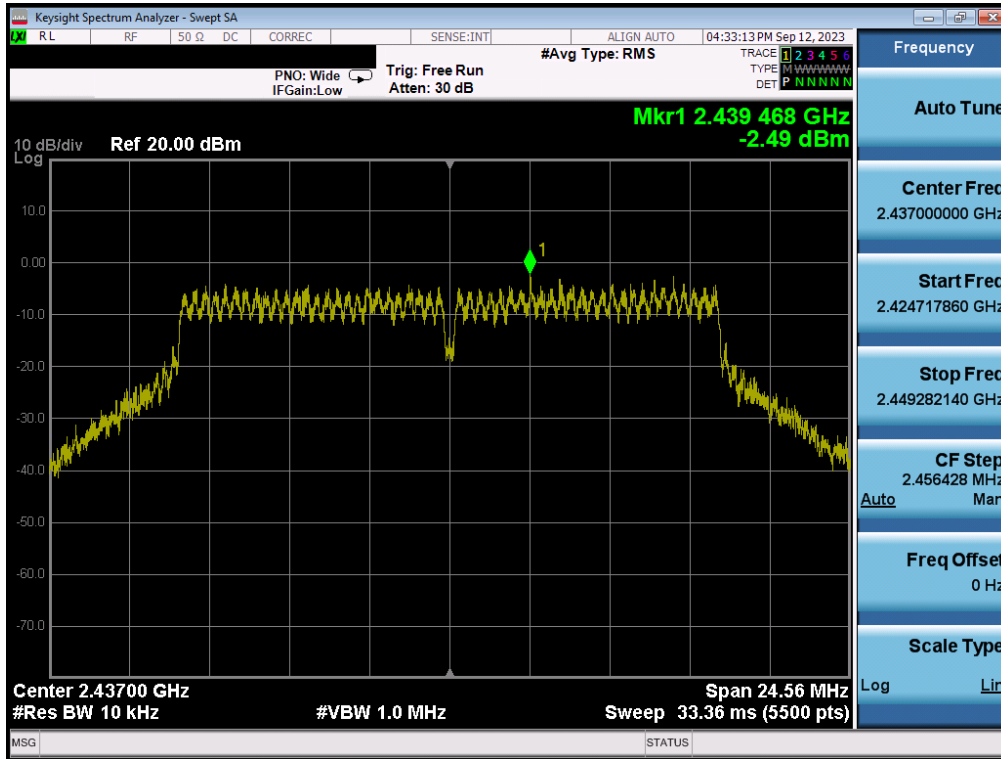 Keysight Spectrum Analyzer - Swept SA
LXI RL RF 50 Ω DC CORREC SENSE:INT ALIGN AUTO 04:33:13 PM Sep 12, 2023
#Avg Type: RMS TRACE 1 2 3 4 5 6
PNO: Wide Trig: Free Run TYPE M WWWWW
IFGain:Low Atten: 30 dB DET P N N N N N
Mkr1 2.439 468 GHz
-2.49 dBm
10 dB/div Ref 20.00 dBm
Log
10.0
1
0.00
-10.0
-20.0
-30.0
-40.0
-50.0
-60.0
-70.0
Center 2.43700 GHz Span 24.56 MHz
#Res BW 10 kHz #VBW 1.0 MHz Sweep 33.36 ms (5500 pts)
MSG STATUS
Frequency
Auto Tune
Center Freq
2.437000000 GHz
Start Freq
2.424717860 GHz
Stop Freq
2.449282140 GHz
CF Step
2.456428 MHz
Auto Man
Freq Offset
0 Hz
Scale Type
Log Lin